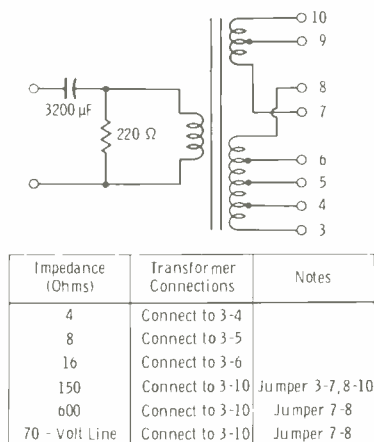 10
9
8
7
3200 µF
220 Ω
6
5
4
3
Impedance (Ohms) Transformer Connections Notes
4 Connect to 3-4
8 Connect to 3-5
16 Connect to 3-6
150 Connect to 3-10 Jumper 3-7, 8-10
600 Connect to 3-10 Jumper 7-8
70 - Volt Line Connect to 3-10 Jumper 7-8